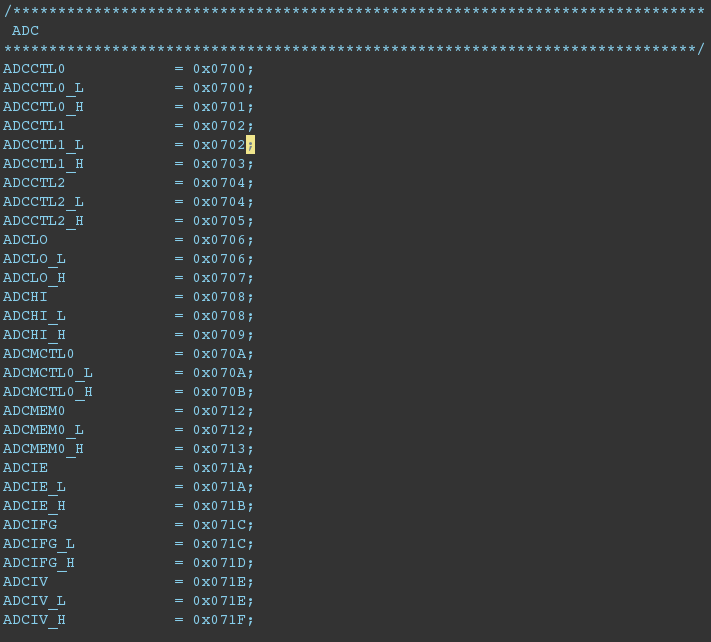 /*****************************************************************************
 ADC
*****************************************************************************/
ADCCTL0            = 0x0700;
ADCCTL0_L          = 0x0700;
ADCCTL0_H          = 0x0701;
ADCCTL1            = 0x0702;
ADCCTL1_L          = 0x0702;
ADCCTL1_H          = 0x0703;
ADCCTL2            = 0x0704;
ADCCTL2_L          = 0x0704;
ADCCTL2_H          = 0x0705;
ADCLO              = 0x0706;
ADCLO_L            = 0x0706;
ADCLO_H            = 0x0707;
ADCHI              = 0x0708;
ADCHI_L            = 0x0708;
ADCHI_H            = 0x0709;
ADCMCTL0           = 0x070A;
ADCMCTL0_L         = 0x070A;
ADCMCTL0_H         = 0x070B;
ADCMEM0            = 0x0712;
ADCMEM0_L          = 0x0712;
ADCMEM0_H          = 0x0713;
ADCIE              = 0x071A;
ADCIE_L            = 0x071A;
ADCIE_H            = 0x071B;
ADCIFG             = 0x071C;
ADCIFG_L           = 0x071C;
ADCIFG_H           = 0x071D;
ADCIV              = 0x071E;
ADCIV_L            = 0x071E;
ADCIV_H            = 0x071F;